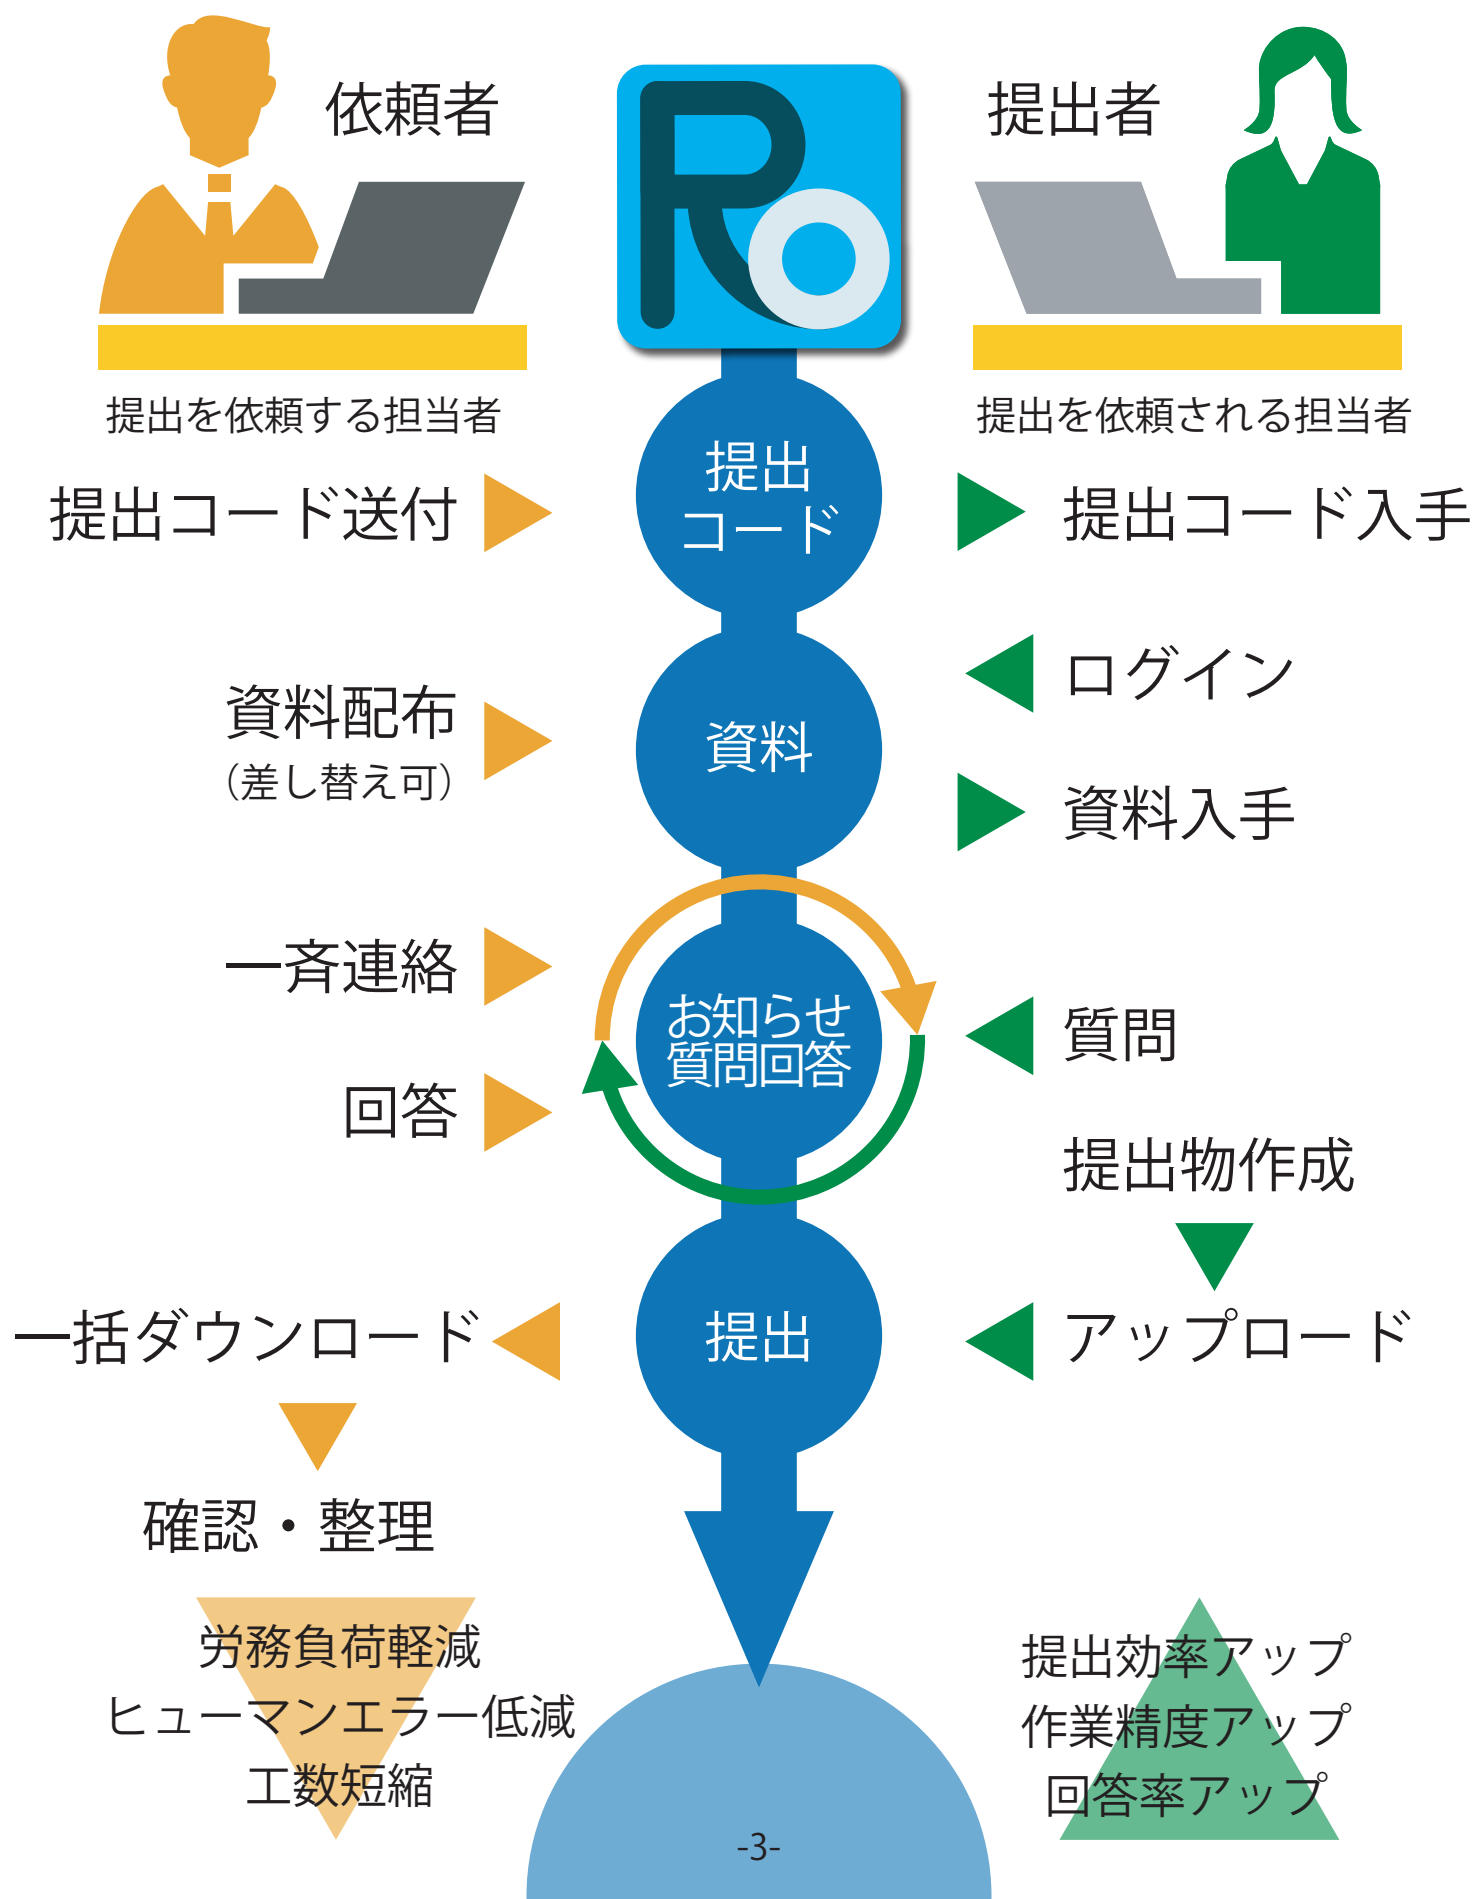 依頼者
Ro
提出者
提出を依頼する担当者
提出を依頼される担当者
提出コード送付
提出
コード
提出コード入手
資料配布
(差し替え可)
資料
ログイン
資料入手
一斉連絡
回答
お知らせ
質問回答
質問
提出物作成
一括ダウンロード
提出
アップロード
確認・整理
労務負荷軽減
ヒューマンエラー低減
工数短縮
提出効率アップ
作業精度アップ
回答率アップ
-3-